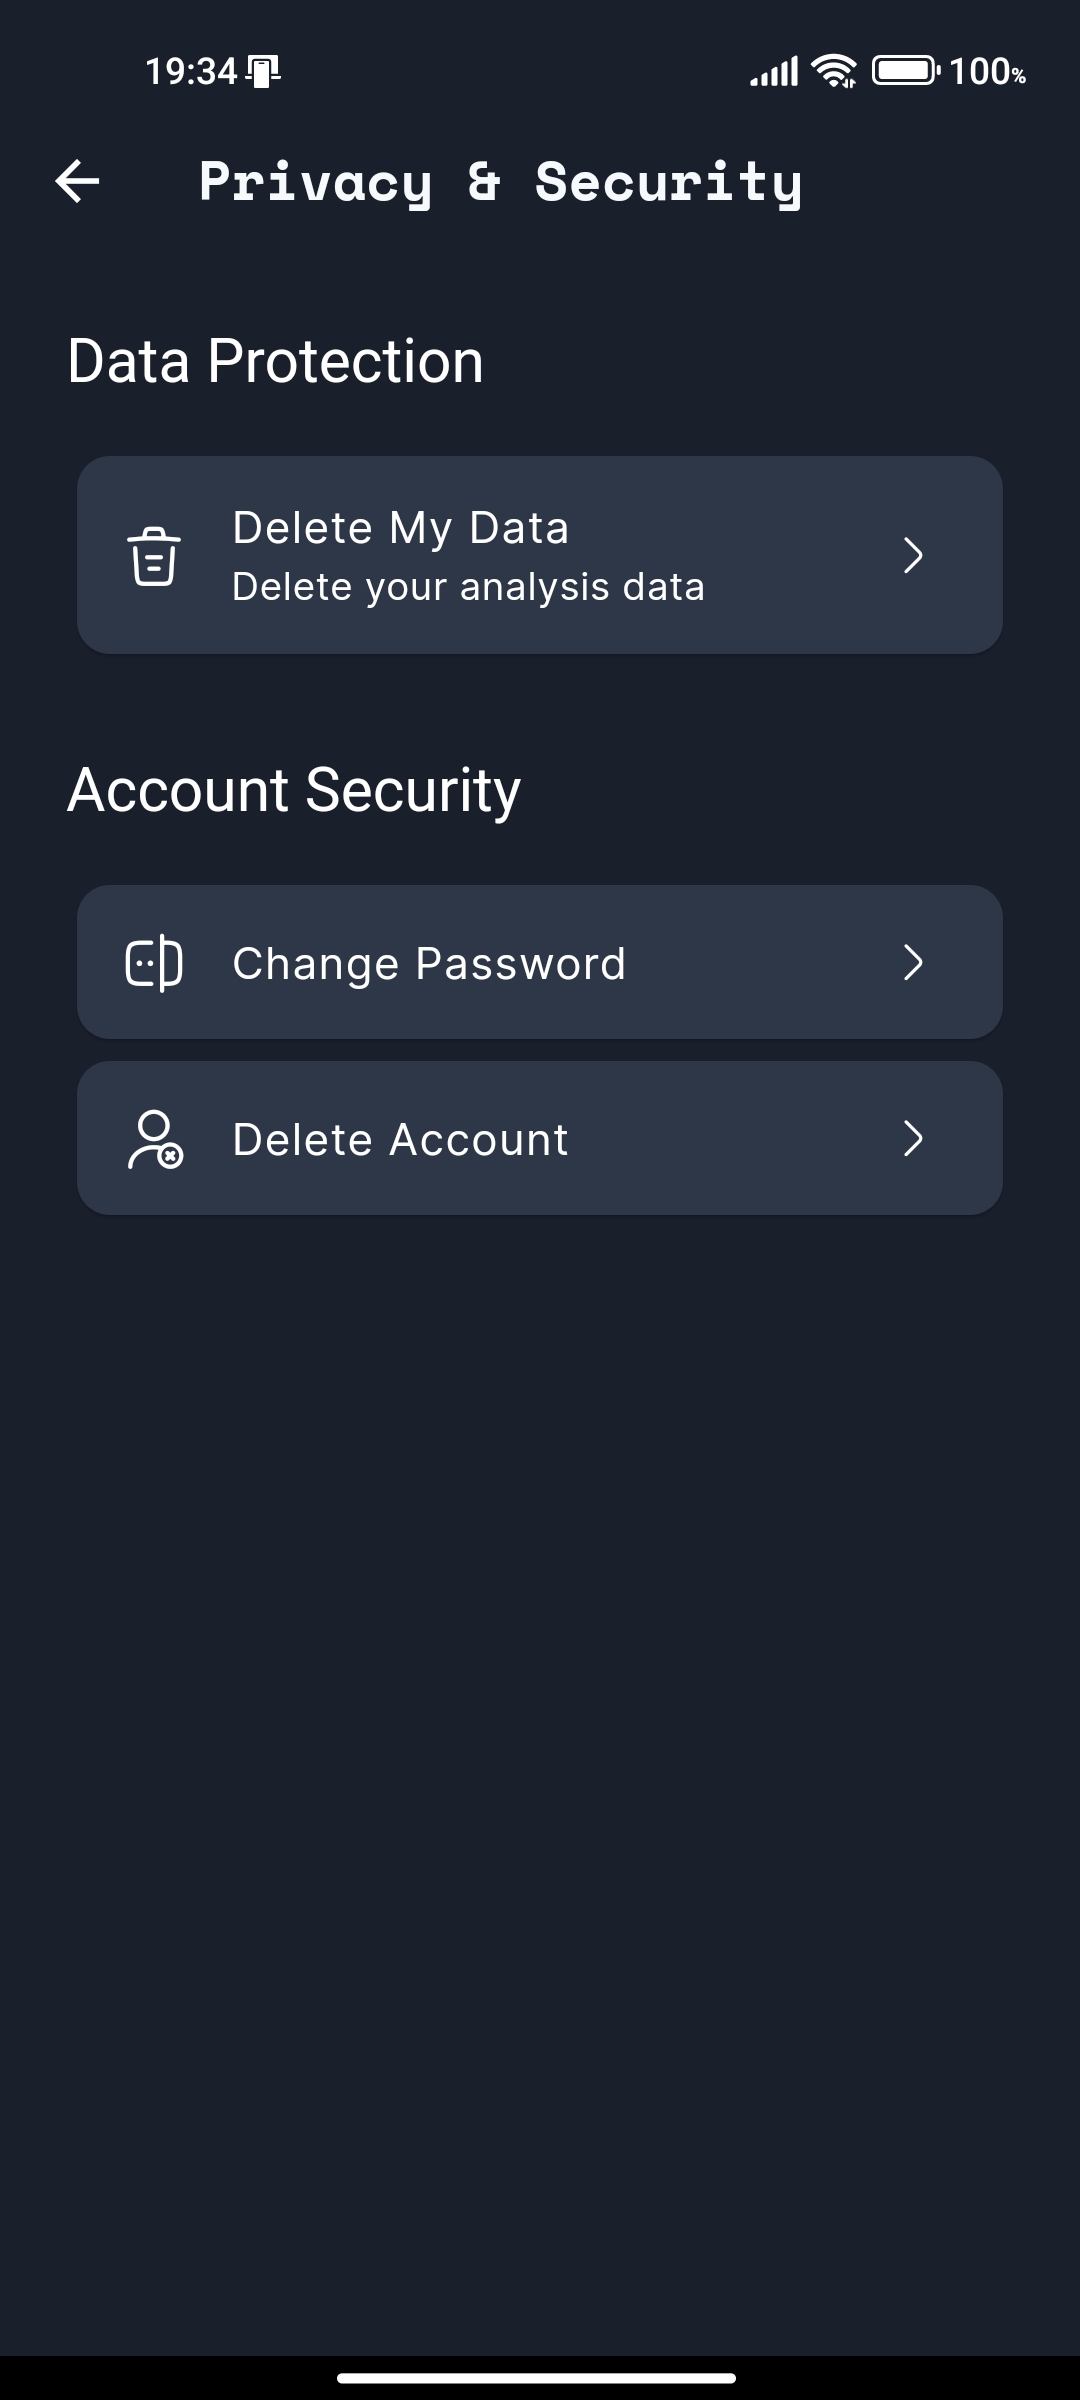 19:34
100%
Privacy & Security
Data Protection
Delete My Data
Delete your analysis data
Account Security
Change Password
Delete Account